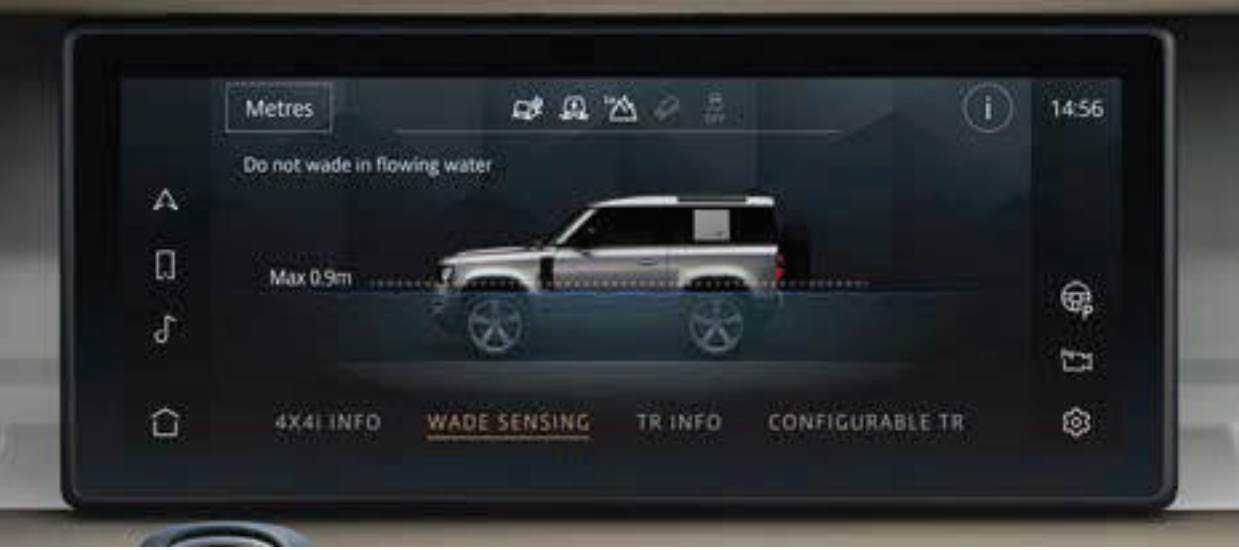 Metres
14:56
Do not wade in flowing water
Max 0.9m
4X4i INFO
WADE SENSING
TR INFO
CONFIGURABLE TR